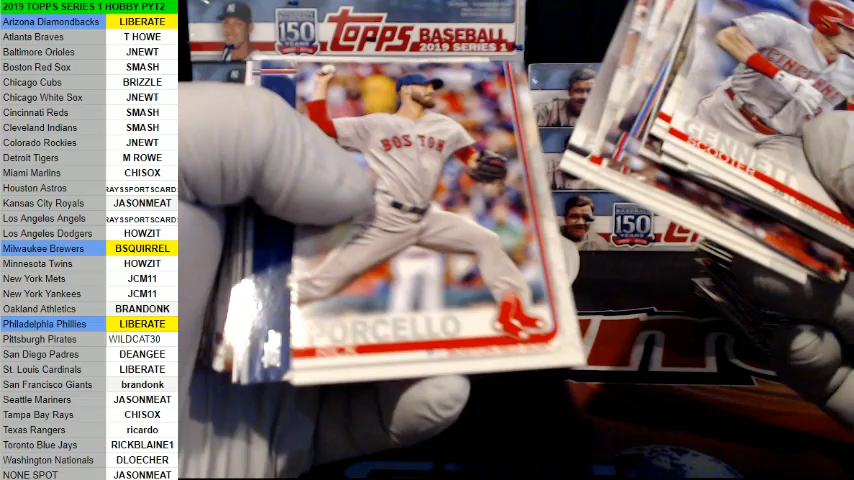 2019 TOPPS SERIES 1 HOBBY PYT2
Arizona Diamondbacks LIBERATE
Atlanta Braves T HOWE
Baltimore Orioles JNEWT
Boston Red Sox SMASH
Chicago Cubs BRIZZLE
Chicago White Sox JNEWT
Cincinnati Reds SMASH
Cleveland Indians SMASH
Colorado Rockies JNEWT
Detroit Tigers M ROWE
Miami Marlins CHISOX
Houston Astros RAYSSPORTSCARD
Kansas City Royals JASONMEAT
Los Angeles Angels RAYSSPORTSCARD
Los Angeles Dodgers HOWZIT
Milwaukee Brewers BSQUIRREL
Minnesota Twins HOWZIT
New York Mets JCM11
New York Yankees JCM11
Oakland Athletics BRANDONK
Philadelphia Phillies LIBERATE
Pittsburgh Pirates WILDCAT30
San Diego Padres DEANGEE
St. Louis Cardinals LIBERATE
San Francisco Giants brandonk
Seattle Mariners JASONMEAT
Tampa Bay Rays CHISOX
Texas Rangers ricardo
Toronto Blue Jays RICKBLAINE1
Washington Nationals DLOECHER
NONE SPOT JASONMEAT
150 YEARS
topps BASEBALL
2019 SERIES 1
BOSTON
PORCELLO
RICK
CINCINNATI
GENNETT
SCOOTER
150